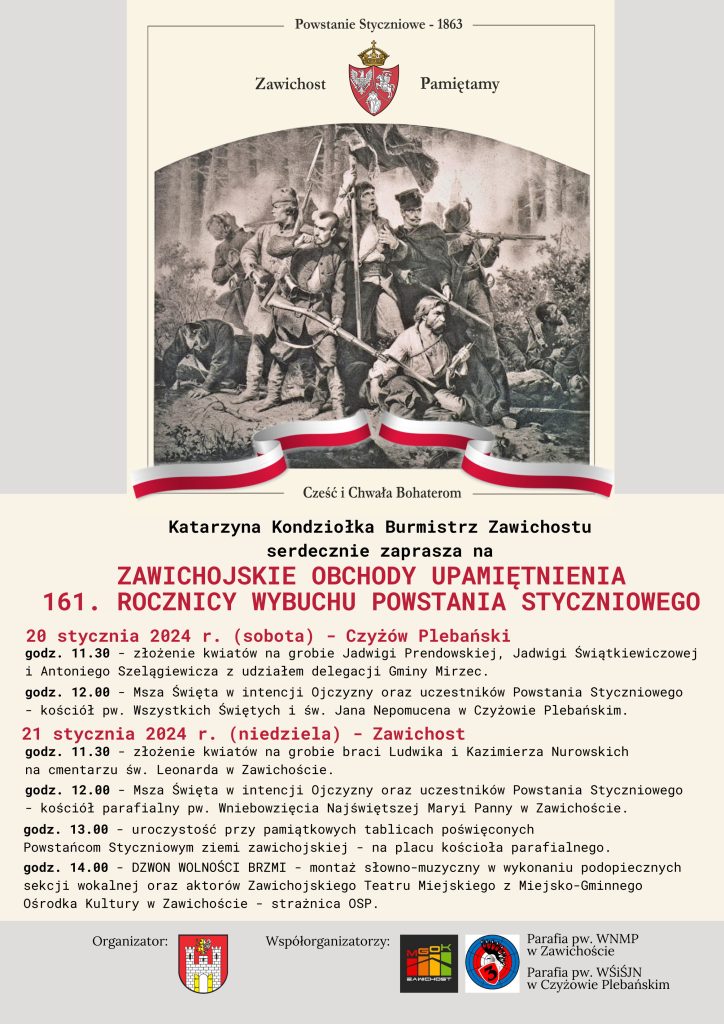 Powstanie Styczniowe - 1863
Zawichost
Pamiętamy
Cześć i Chwała Bohaterom
Katarzyna Kondziołka Burmistrz Zawichostu
serdecznie zaprasza na
ZAWICHOJSKIE OBCHODY UPAMIĘTNIENIA
161. ROCZNICY WYBUCHU POWSTANIA STYCZNIOWEGO
20 stycznia 2024 r. (sobota) - Czyżów Plebański
godz. 11.30 - złożenie kwiatów na grobie Jadwigi Prendowskiej, Jadwigi Świątkiewiczowej
i Antoniego Szelągiewicza z udziałem delegacji Gminy Mirzec.
godz. 12.00 - Msza Święta w intencji Ojczyzny oraz uczestników Powstania Styczniowego
- kościół pw. Wszystkich Świętych i św. Jana Nepomucena w Czyżowie Plebańskim.
21 stycznia 2024 r. (niedziela) - Zawichost
godz. 11.30 - złożenie kwiatów na grobie braci Ludwika i Kazimierza Nurowskich
na cmentarzu św. Leonarda w Zawichoście.
godz. 12.00 - Msza Święta w intencji Ojczyzny oraz uczestników Powstania Styczniowego
- kościół parafialny pw. Wniebowzięcia Najświętszej Maryi Panny w Zawichoście.
godz. 13.00 - uroczystość przy pamiątkowych tablicach poświęconych
Powstańcom Styczniowym ziemi zawichojskiej - na placu kościoła parafialnego.
godz. 14.00 - DZWON WOLNOŚCI BRZMI - montaż słowno-muzyczny w wykonaniu podopiecznych
sekcji wokalnej oraz aktorów Zawichojskiego Teatru Miejskiego z Miejsko-Gminnego
Ośrodka Kultury w Zawichoście - strażnica OSP.
Organizator:
Współorganizatorzy:
MGOK
ZAWICHOST
3
Parafia pw. WNMP
w Zawichoście
Parafia pw. WŚiŚJN
w Czyżowie Plebańskim